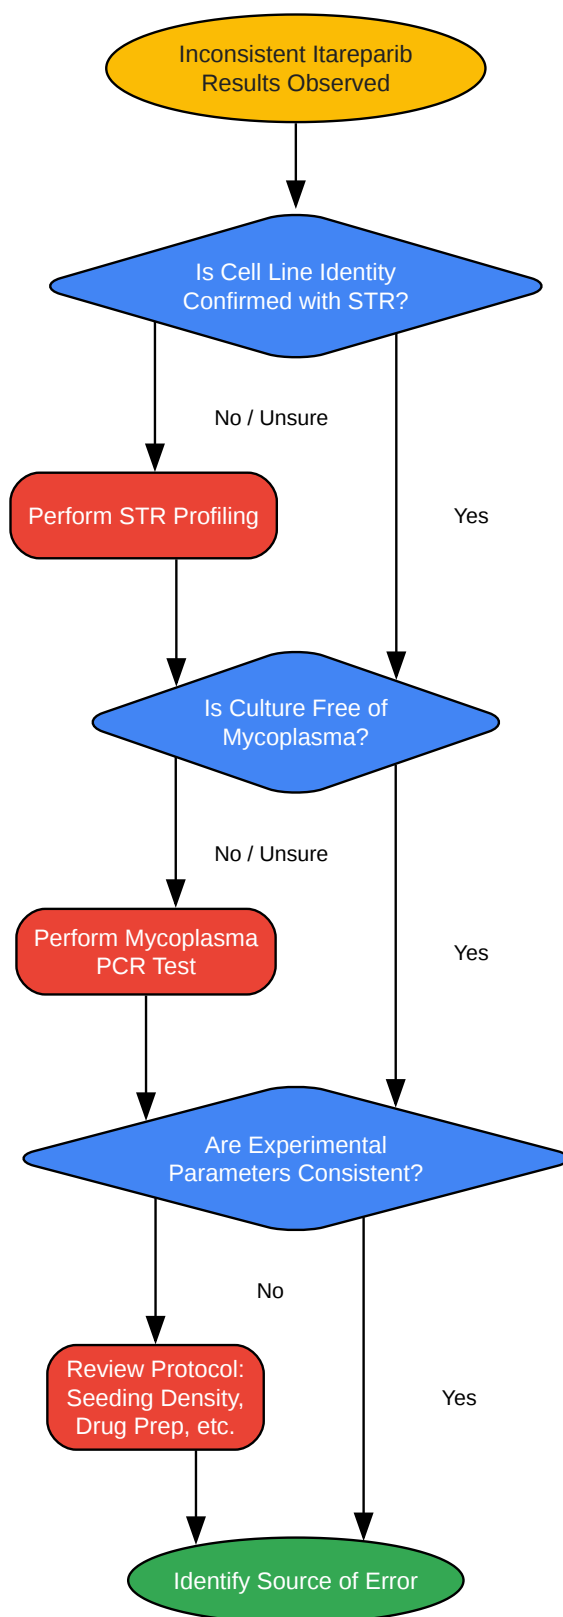 Inconsistent Itareparib
Results Observed
Is Cell Line Identity
Confirmed with STR?
No / Unsure
Perform STR Profiling
Yes
Is Culture Free of
Mycoplasma?
No / Unsure
Perform Mycoplasma
PCR Test
Yes
Are Experimental
Parameters Consistent?
No
Review Protocol:
Seeding Density,
Drug Prep, etc.
Yes
Identify Source of Error